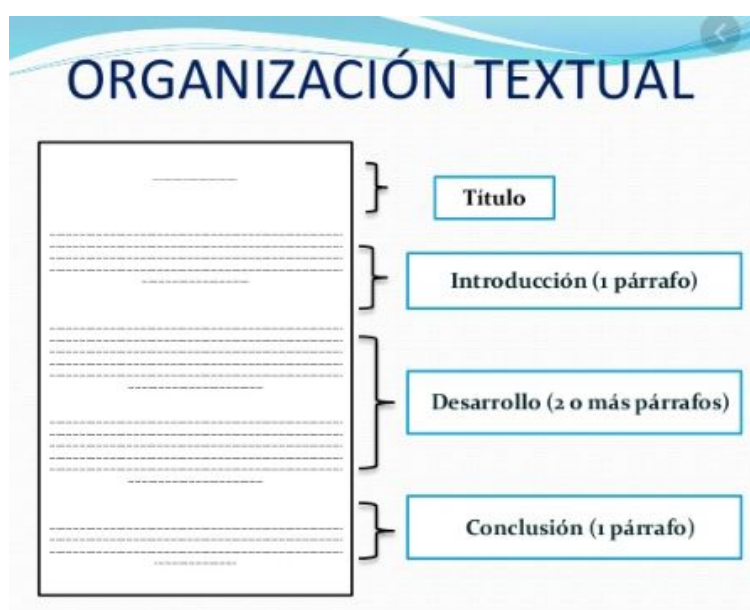 ORGANIZACIÓN TEXTUAL
Título
Introducción (1 párrafo)
Desarrollo (2 o más párrafos)
Conclusión (1 párrafo)